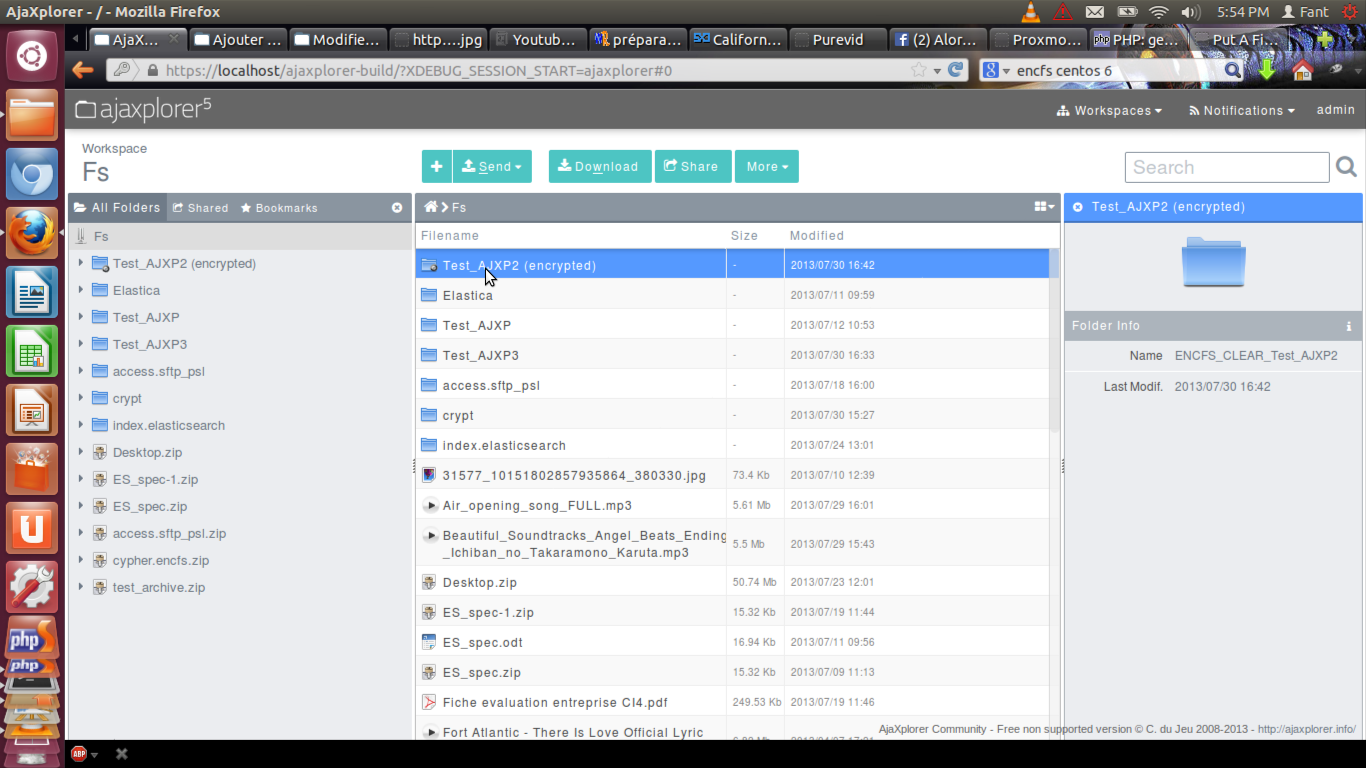 AjaXplorer - / - Mozilla Firefox
5:54 PM Fant
AjaX... Ajouter ... Modifie... http....jpg Youtub... prépara... Californ... Purevid (2) Alor... Proxmo... PHP: ge... Put A Fi...
https://localhost/ajaxplorer-build/?XDEBUG_SESSION_START=ajaxplorer#0
encfs centos 6
ajaxplorer5
Workspaces
Notifications
admin
Workspace
Fs
+ Send
Download
Share
More
Search
All Folders Shared Bookmarks
Fs
Test_AJXP2 (encrypted)
Elastica
Test_AJXP
Test_AJXP3
access.sftp_psl
crypt
index.elasticsearch
Desktop.zip
ES_spec-1.zip
ES_spec.zip
access.sftp_psl.zip
cypher.encfs.zip
test_archive.zip
Fs
Filename Size Modified
Test_AJXP2 (encrypted) - 2013/07/30 16:42
Elastica - 2013/07/11 09:59
Test_AJXP - 2013/07/12 10:53
Test_AJXP3 - 2013/07/30 16:33
access.sftp_psl - 2013/07/18 16:00
crypt - 2013/07/30 15:27
index.elasticsearch - 2013/07/24 13:01
31577_10151802857935864_380330.jpg 73.4 Kb 2013/07/10 12:39
Air_opening_song_FULL.mp3 5.61 Mb 2013/07/29 16:01
Beautiful_Soundtracks_Angel_Beats_Ending
_Ichiban_no_Takaramono_Karuta.mp3 5.5 Mb 2013/07/29 15:43
Desktop.zip 50.74 Mb 2013/07/23 12:01
ES_spec-1.zip 15.32 Kb 2013/07/19 11:44
ES_spec.odt 16.94 Kb 2013/07/11 09:56
ES_spec.zip 15.32 Kb 2013/07/09 11:13
Fiche evaluation entreprise CI4.pdf 249.53 Kb 2013/07/19 11:46
Fort Atlantic - There Is Love Official Lyric
Test_AJXP2 (encrypted)
Folder Info
Name ENCFS_CLEAR_Test_AJXP2
Last Modif. 2013/07/30 16:42
AjaXplorer Community - Free non supported version © C. du Jeu 2008-2013 - http://ajaxplorer.info/
php
php
ABP